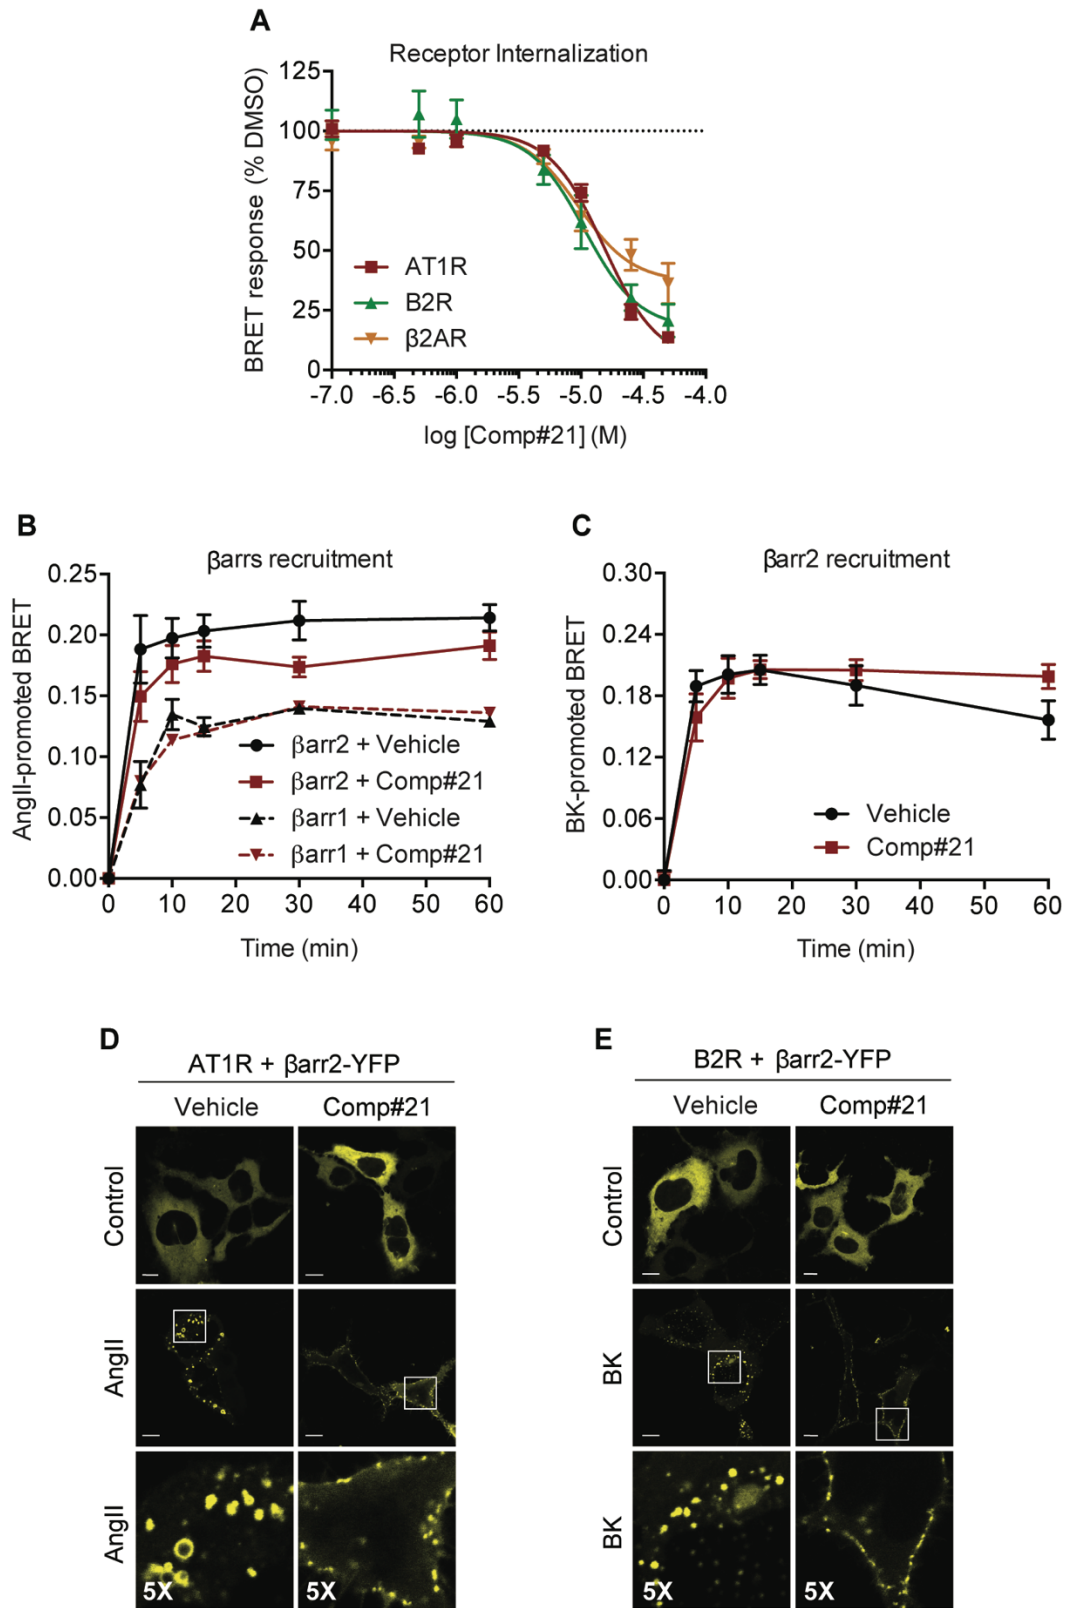 A
Receptor Internalization
BRET response (% DMSO)
125
100
75
50
25
0
AT1R
B2R
β2AR
-7.0 -6.5 -6.0 -5.5 -5.0 -4.5 -4.0
log [Comp#21] (M)
B
βarrs recruitment
AngII-promoted BRET
0.25
0.20
0.15
0.10
0.05
0.00
βarr2 + Vehicle
βarr2 + Comp#21
βarr1 + Vehicle
βarr1 + Comp#21
0 10 20 30 40 50 60
Time (min)
C
βarr2 recruitment
BK-promoted BRET
0.30
0.24
0.18
0.12
0.06
0.00
Vehicle
Comp#21
0 10 20 30 40 50 60
Time (min)
D
AT1R + βarr2-YFP
Vehicle Comp#21
Control
AngII
AngII
5X 5X
E
B2R + βarr2-YFP
Vehicle Comp#21
Control
BK
BK
5X 5X